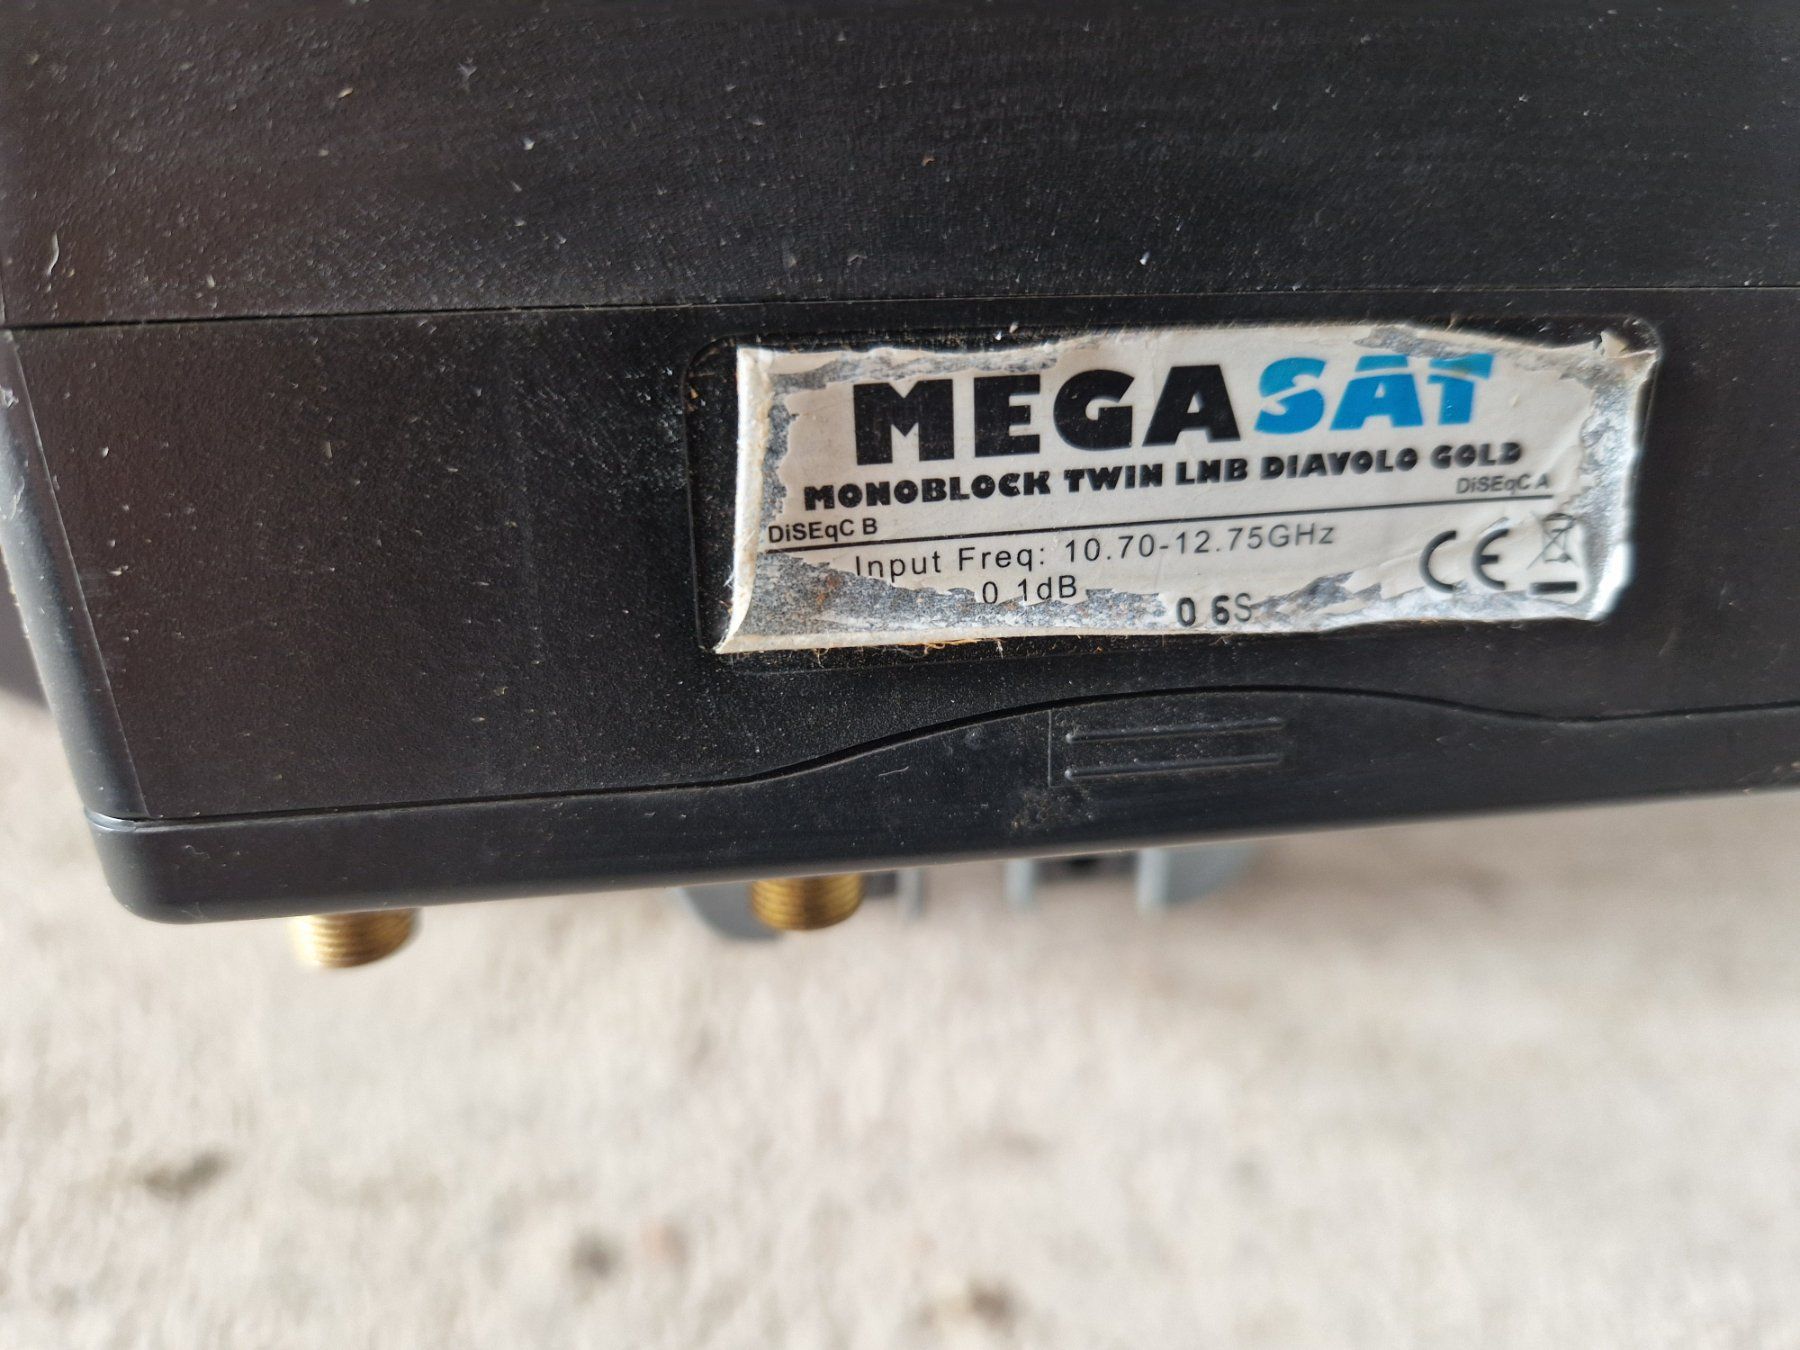 MEGASAT
MONOBLOCK TWIN LNB DIAVOLO GOLD
DiSEqC B DiSEqC A
Input Freq: 10.70-12.75GHz
0.1dB
CE